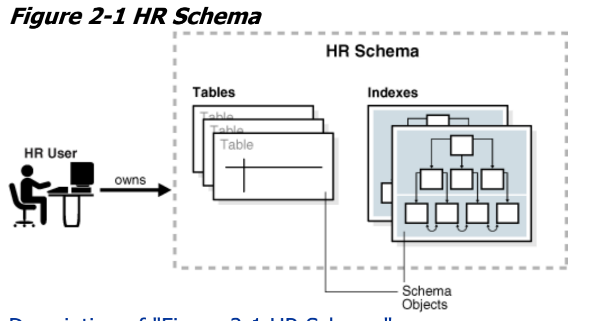 Figure 2-1 HR Schema
HR Schema
Tables
Indexes
Table
Table
Table
HR User
owns
Schema
Objects
Description of "Figure 2-1 HR Schema"